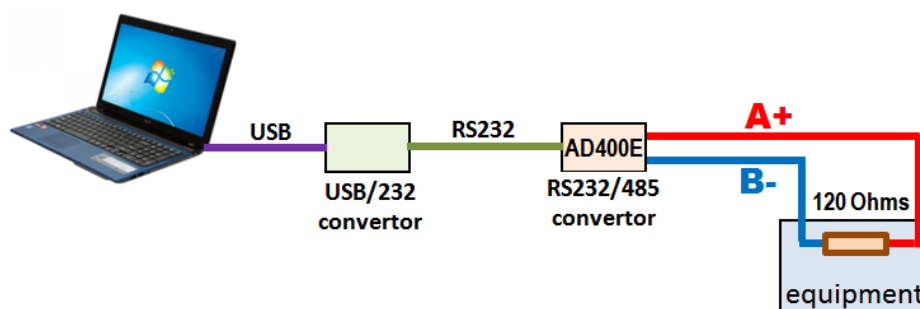 USB
USB/232
convertor
RS232
AD400E
RS232/485
convertor
A+
B-
120 Ohms
equipment